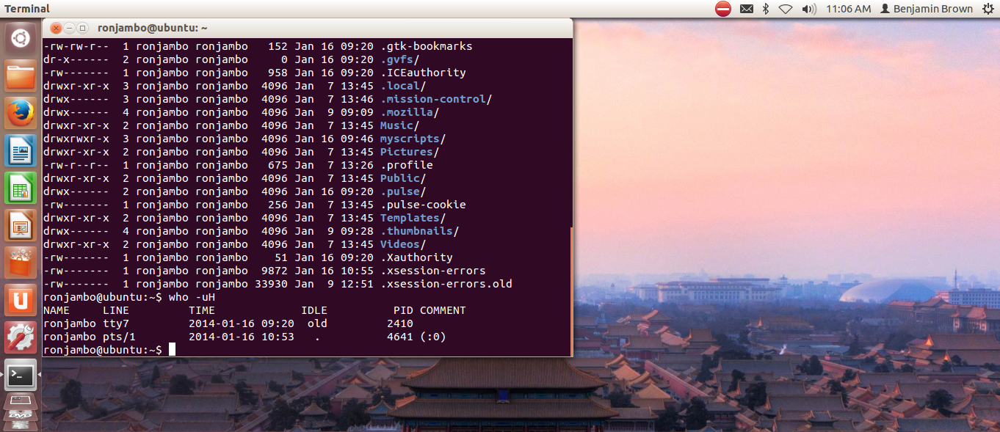 Terminal
11:06 AM Benjamin Brown
ronjambo@ubuntu: ~
-rw-rw-r--  1 ronjambo ronjambo   152 Jan 16 09:20 .gtk-bookmarks
dr-x------  2 ronjambo ronjambo     0 Jan 16 09:20 .gvfs/
-rw-------  1 ronjambo ronjambo   958 Jan 16 09:20 .ICEauthority
drwxr-xr-x  3 ronjambo ronjambo  4096 Jan  7 13:45 .local/
drwx------  3 ronjambo ronjambo  4096 Jan  7 13:46 .mission-control/
drwx------  4 ronjambo ronjambo  4096 Jan  9 09:09 .mozilla/
drwxr-xr-x  2 ronjambo ronjambo  4096 Jan  7 13:45 Music/
drwxrwxr-x  3 ronjambo ronjambo  4096 Jan 16 09:46 myscripts/
drwxr-xr-x  2 ronjambo ronjambo  4096 Jan  7 13:45 Pictures/
-rw-r--r--  1 ronjambo ronjambo   675 Jan  7 13:26 .profile
drwxr-xr-x  2 ronjambo ronjambo  4096 Jan  7 13:45 Public/
drwx------  2 ronjambo ronjambo  4096 Jan 16 09:20 .pulse/
-rw-------  1 ronjambo ronjambo   256 Jan  7 13:45 .pulse-cookie
drwxr-xr-x  2 ronjambo ronjambo  4096 Jan  7 13:45 Templates/
drwx------  4 ronjambo ronjambo  4096 Jan  9 09:28 .thumbnails/
drwxr-xr-x  2 ronjambo ronjambo  4096 Jan  7 13:45 Videos/
-rw-------  1 ronjambo ronjambo    51 Jan 16 09:20 .Xauthority
-rw-------  1 ronjambo ronjambo  9872 Jan 16 10:55 .xsession-errors
-rw-------  1 ronjambo ronjambo 33930 Jan  9 12:51 .xsession-errors.old
ronjambo@ubuntu:~$ who -uH
NAME     LINE         TIME             IDLE          PID COMMENT
ronjambo tty7         2014-01-16 09:20  old         2410
ronjambo pts/1        2014-01-16 10:53   .          4641 (:0)
ronjambo@ubuntu:~$
DVD